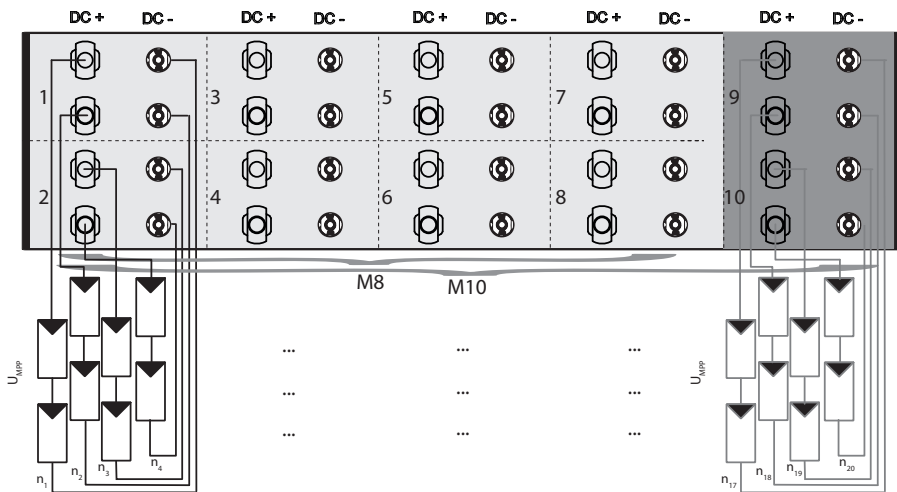 DC + DC - DC + DC - DC + DC - DC + DC - DC + DC -
1 3 5 7 9
2 4 6 8 10
M8 M10
... ... ...
U_MPP U_MPP
... ... ...
... ... ...
n₁ n₂ n₃ n₄ n₁₇ n₁₈ n₁₉ n₂₀